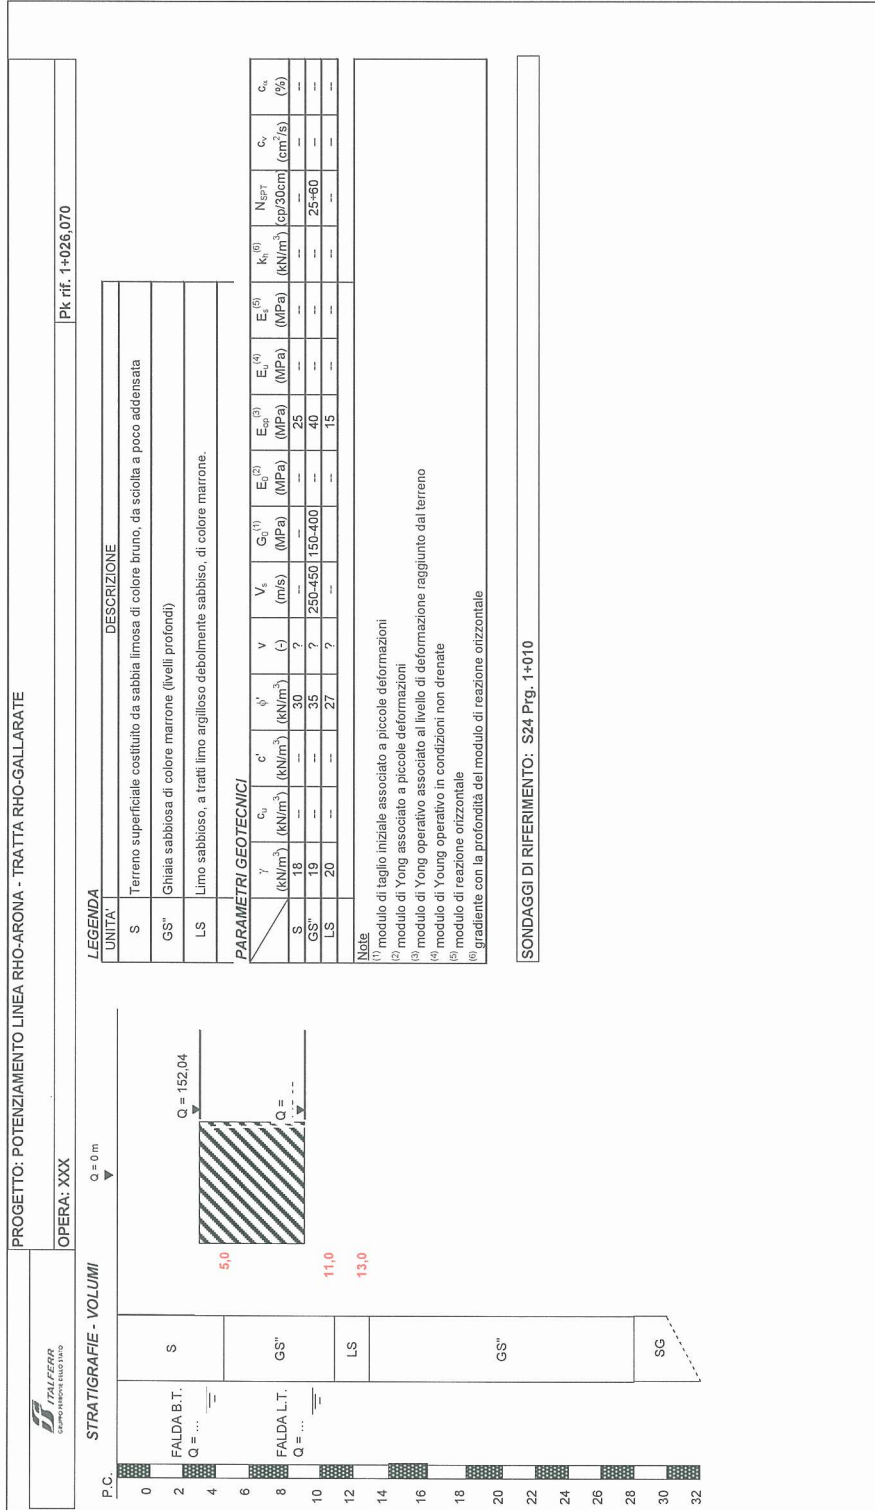 ITALFERR
GRUPPO FERROVIE DELLO STATO
PROGETTO: POTENZIAMENTO LINEA RHO-ARONA - TRATTA RHO-GALLARATE
OPERA: XXX
Pk rif. 1+026,070
STRATIGRAFIE - VOLUMI
P.C.
0
2
4
6
8
10
12
14
16
18
20
22
24
26
28
30
32
FALDA B.T.
Q = ...
FALDA L.T.
Q = ...
S
GS"
LS
GS"
SG
5,0
11,0
13,0
Q = 0 m
Q = 152,04
Q =
LEGENDA
UNITA' DESCRIZIONE
S Terreno superficiale costituito da sabbia limosa di colore bruno, da sciolta a poco addensata
GS" Ghiaia sabbiosa di colore marrone (livelli profondi)
LS Limo sabbioso, a tratti limo argilloso debolmente sabbiso, di colore marrone.
PARAMETRI GEOTECNICI
γ cu c' ϕ' ν Vs G0(1) E0(2) Eop(3) Eu(4) Es(5) kh(6) NSPT cv cα
(kN/m3) (kN/m3) (kN/m3) (kN/m3) (-) (m/s) (MPa) (MPa) (MPa) (MPa) (MPa) (kN/m3) (cp/30cm) (cm2/s) (%)
S 18 -- -- 30 ? -- -- -- 25 -- -- -- -- -- --
GS" 19 -- -- 35 ? 250-450 150-400 -- 40 -- -- -- 25÷60 -- --
LS 20 -- -- 27 ? -- -- -- 15 -- -- -- -- -- --
Note
(1) modulo di taglio iniziale associato a piccole deformazioni
(2) modulo di Yong associato a piccole deformazioni
(3) modulo di Yong operativo associato al livello di deformazione raggiunto dal terreno
(4) modulo di Young operativo in condizioni non drenate
(5) modulo di reazione orizzontale
(6) gradiente con la profondità del modulo di reazione orizzontale
SONDAGGI DI RIFERIMENTO: S24 Prg. 1+010